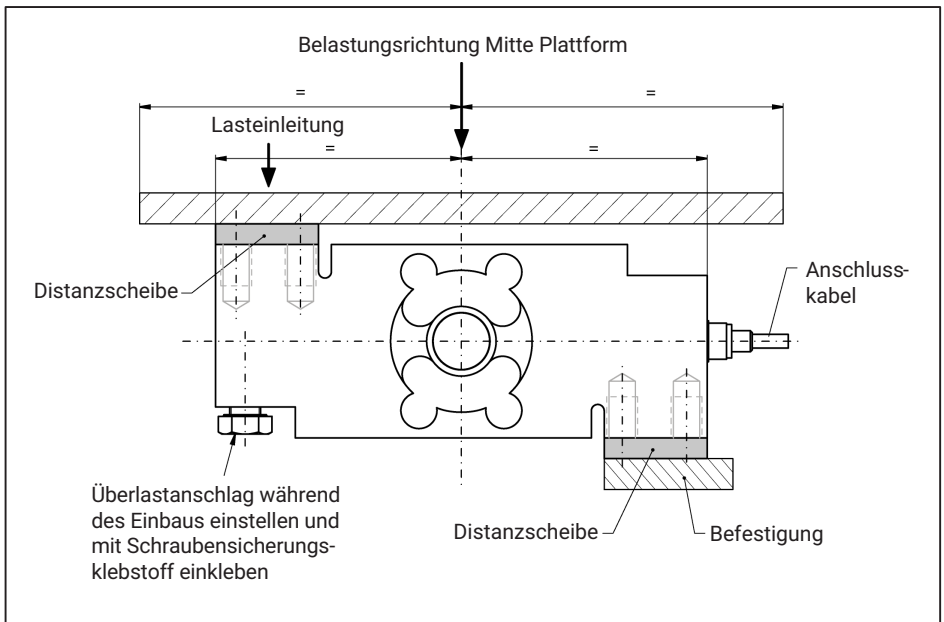 Belastungsrichtung Mitte Plattform
=
=
Lasteinleitung
=
=
Distanzscheibe
Anschluss-
kabel
Überlastanschlag während
des Einbaus einstellen und
mit Schraubensicherungs-
klebstoff einkleben
Distanzscheibe
Befestigung